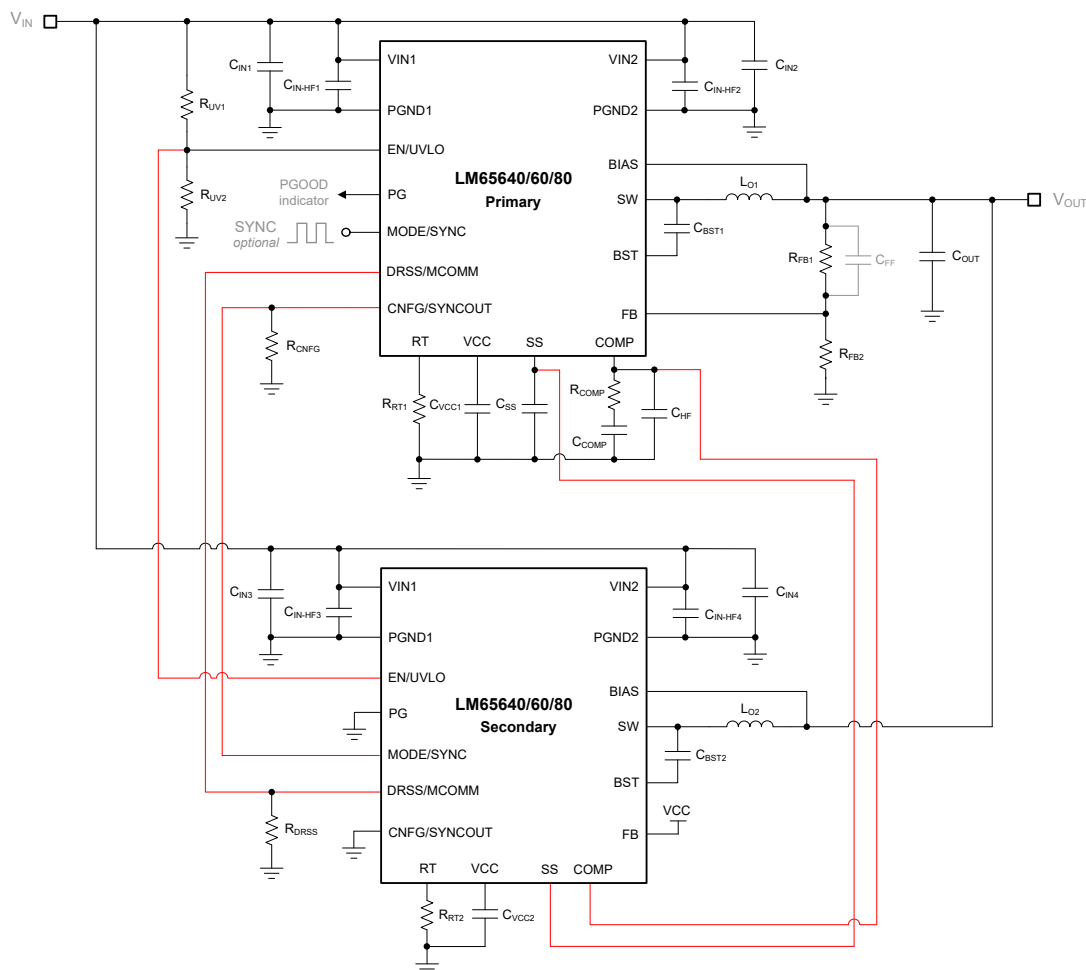 VIN
VIN1
VIN2
CIN1
CIN-HF1
CIN-HF2
CIN2
RUV1
PGND1
PGND2
EN/UVLO
BIAS
LM65640/60/80
Primary
LO1
PGOOD
indicator
PG
SW
VOUT
RUV2
CBST1
SYNC
optional
MODE/SYNC
BST
RFB1
CFF
COUT
DRSS/MCOMM
CNFG/SYNCOUT
FB
RCNFG
RT
VCC
SS
COMP
RFB2
RRT1
CVCC1
CSS
RCOMP
CHF
CCOMP
VIN1
VIN2
CIN3
CIN-HF3
CIN-HF4
CIN4
PGND1
PGND2
EN/UVLO
BIAS
LM65640/60/80
Secondary
LO2
PG
SW
MODE/SYNC
CBST2
BST
DRSS/MCOMM
VCC
RDRSS
CNFG/SYNCOUT
FB
RT
VCC
SS
COMP
RRT2
CVCC2